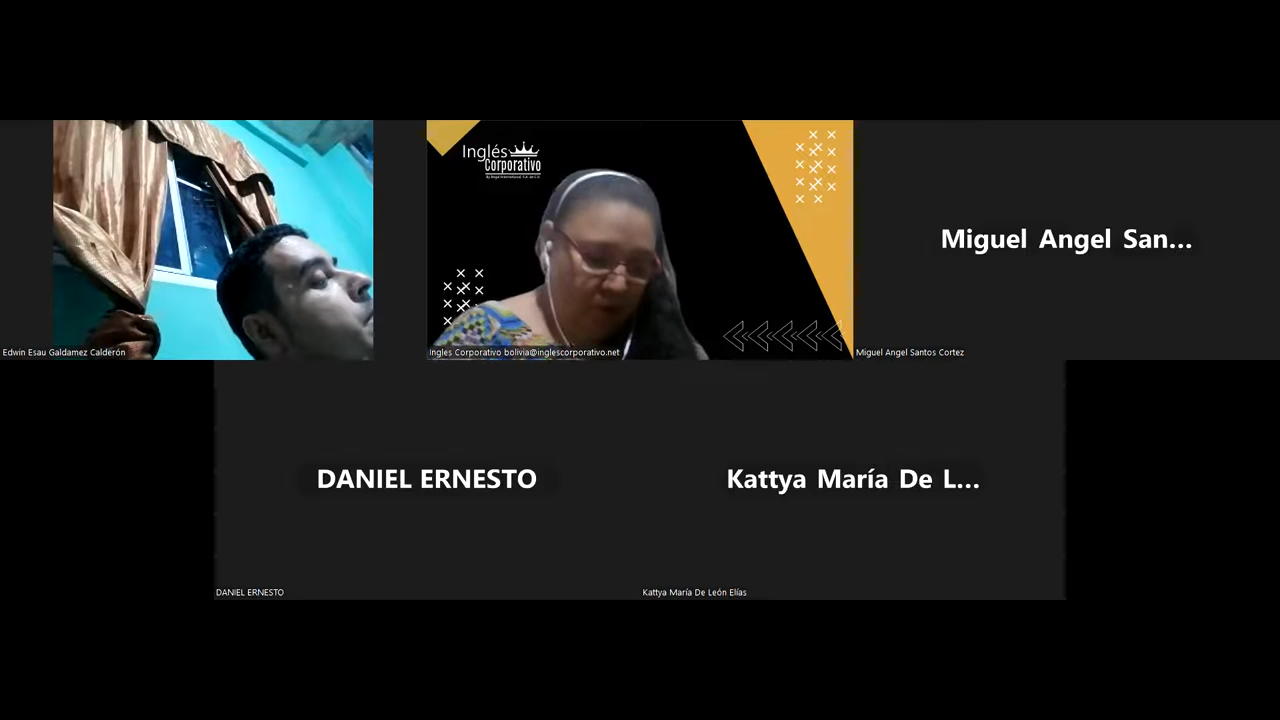 Inglés
Corporativo
Miguel Angel San...
Edwin Esau Galdamez Calderón
Ingles Corporativo bolivia@inglescorporativo.net
Miguel Angel Santos Cortez
DANIEL ERNESTO
Kattya María De L...
DANIEL ERNESTO
Kattya María De León Elías